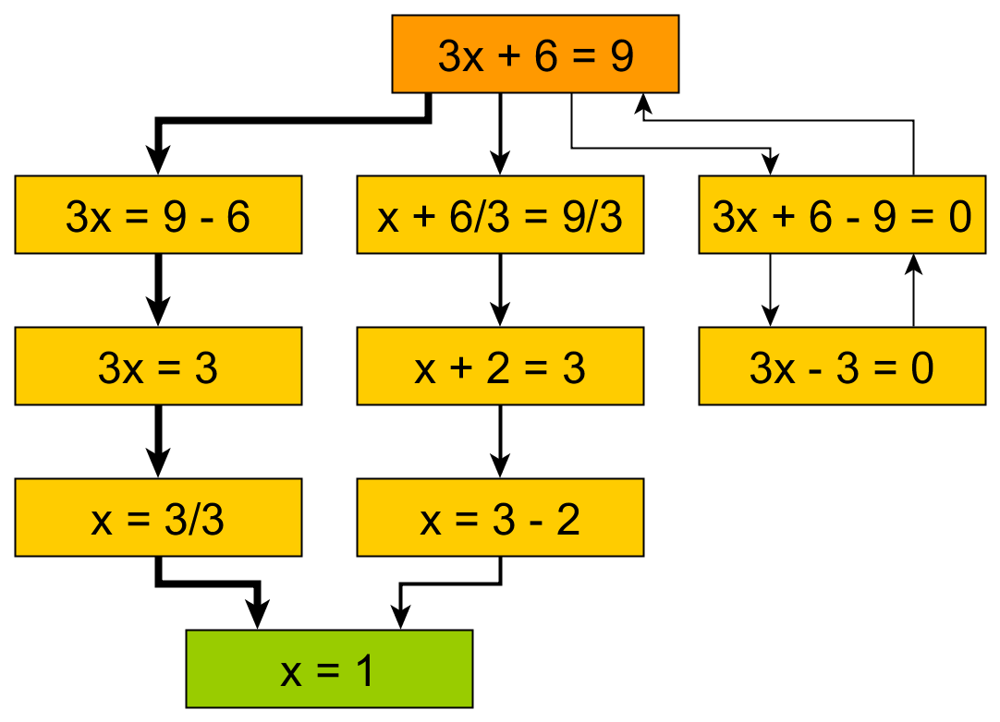 3x + 6 = 9
3x = 9 - 6
x + 6/3 = 9/3
3x + 6 - 9 = 0
3x = 3
x + 2 = 3
3x - 3 = 0
x = 3/3
x = 3 - 2
x = 1